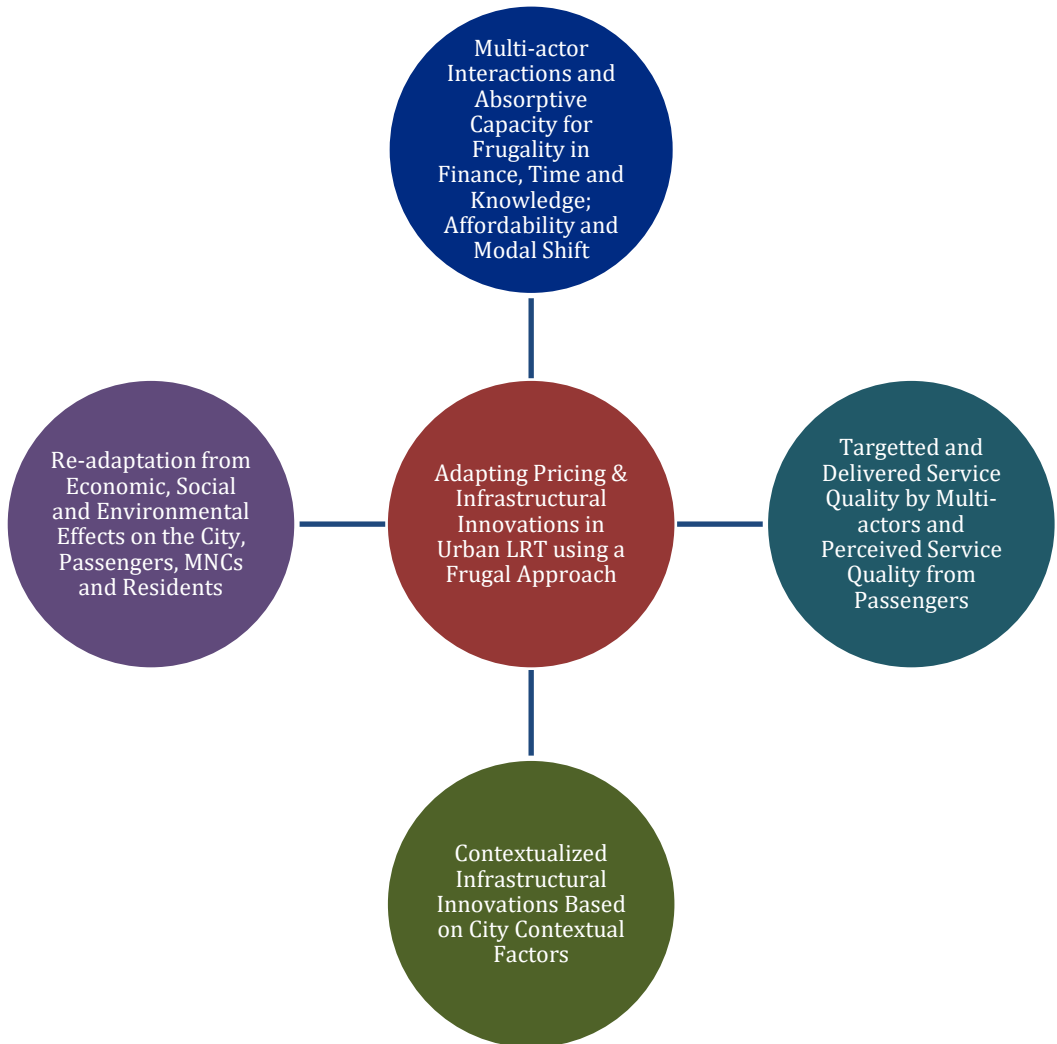 Multi-actor
Interactions and
Absorptive
Capacity for
Frugality in
Finance, Time and
Knowledge;
Affordability and
Modal Shift
Re-adaptation from
Economic, Social
and Environmental
Effects on the City,
Passengers, MNCs
and Residents
Adapting Pricing &
Infrastructural
Innovations in
Urban LRT using a
Frugal Approach
Targetted and
Delivered Service
Quality by Multi-
actors and
Perceived Service
Quality from
Passengers
Contextualized
Infrastructural
Innovations Based
on City Contextual
Factors